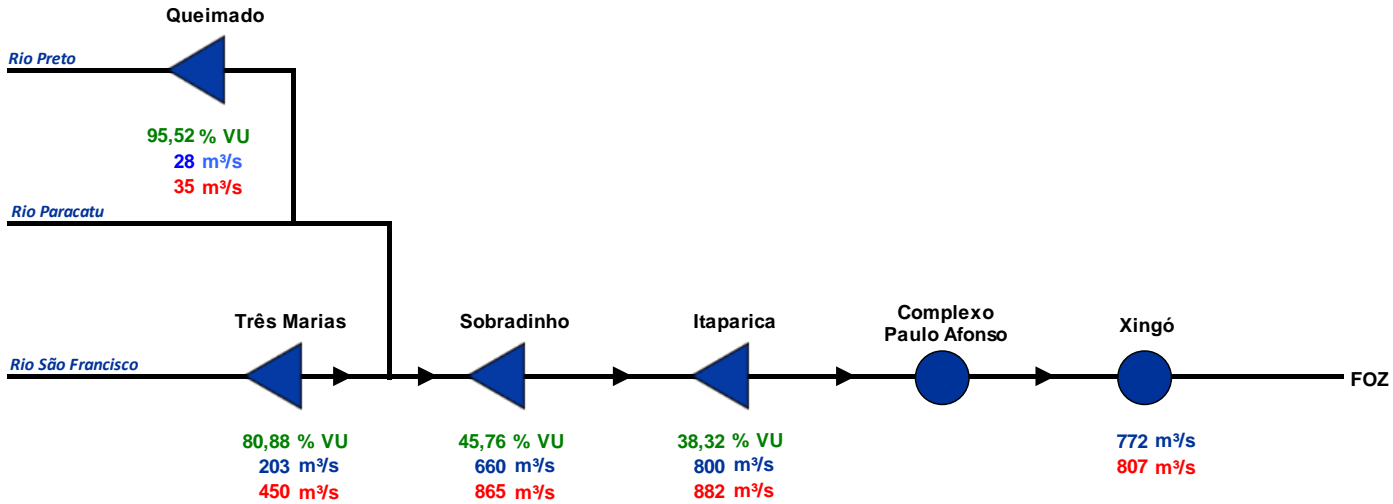 Queimado
Rio Preto
95,52 % VU
28 m³/s
35 m³/s
Rio Paracatu
Três Marias
Sobradinho
Itaparica
Complexo
Paulo Afonso
Xingó
Rio São Francisco
FOZ
80,88 % VU
203 m³/s
450 m³/s
45,76 % VU
660 m³/s
865 m³/s
38,32 % VU
800 m³/s
882 m³/s
772 m³/s
807 m³/s